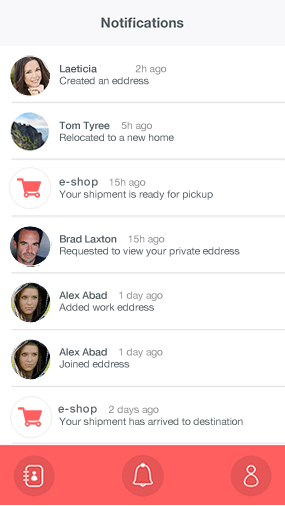 Notifications
Laeticia 2h ago
Created an eddress
Tom Tyree 5h ago
Relocated to a new home
e-shop 15h ago
Your shipment is ready for pickup
Brad Laxton 15h ago
Requested to view your private eddress
Alex Abad 1 day ago
Added work eddress
Alex Abad 1 day ago
Joined eddress
e-shop 2 days ago
Your shipment has arrived to destination